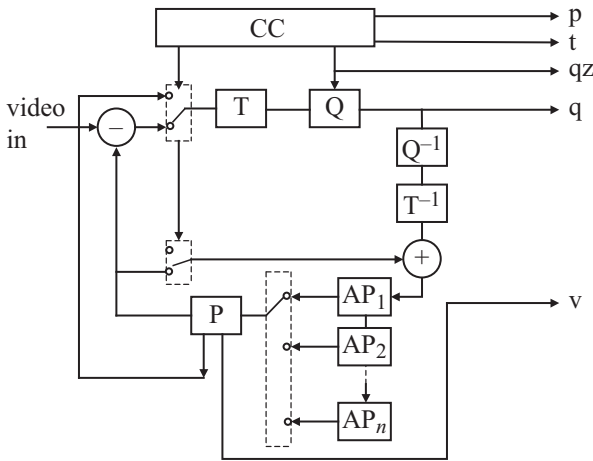 CC
p
t
qz
video
in
−
T
Q
q
Q⁻¹
T⁻¹
+
P
AP₁
v
AP₂
APₙ